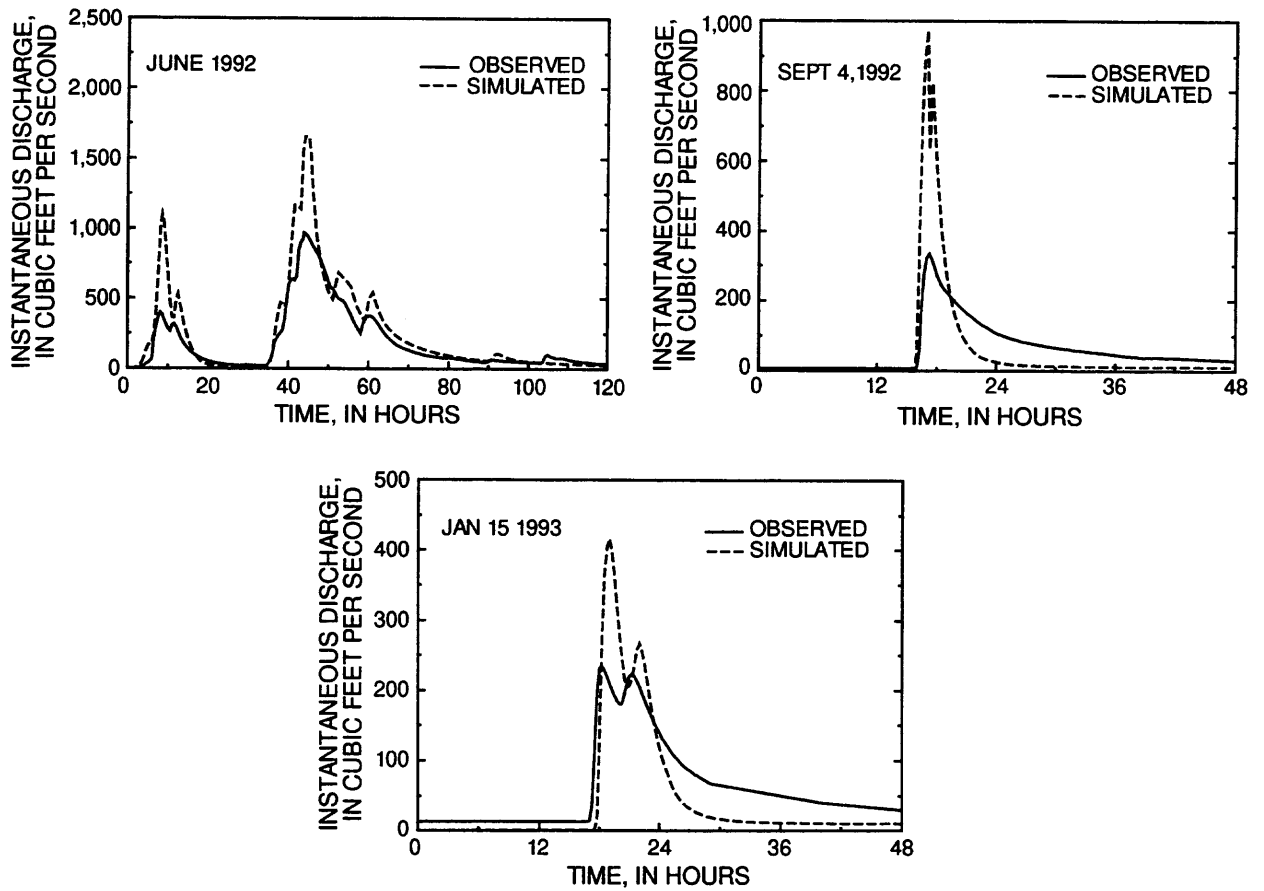 INSTANTANEOUS DISCHARGE,
IN CUBIC FEET PER SECOND
2,500
2,000
1,500
1,000
500
0
JUNE 1992
OBSERVED
SIMULATED
0 20 40 60 80 100 120
TIME, IN HOURS
INSTANTANEOUS DISCHARGE,
IN CUBIC FEET PER SECOND
1,000
800
600
400
200
0
SEPT 4,1992
OBSERVED
SIMULATED
0 12 24 36 48
TIME, IN HOURS
INSTANTANEOUS DISCHARGE,
IN CUBIC FEET PER SECOND
500
400
300
200
100
0
JAN 15 1993
OBSERVED
SIMULATED
0 12 24 36 48
TIME, IN HOURS